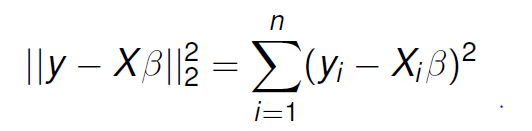 ||y − Xβ||₂² = ∑ᵢ₌₁ⁿ (yᵢ − Xᵢβ)² .